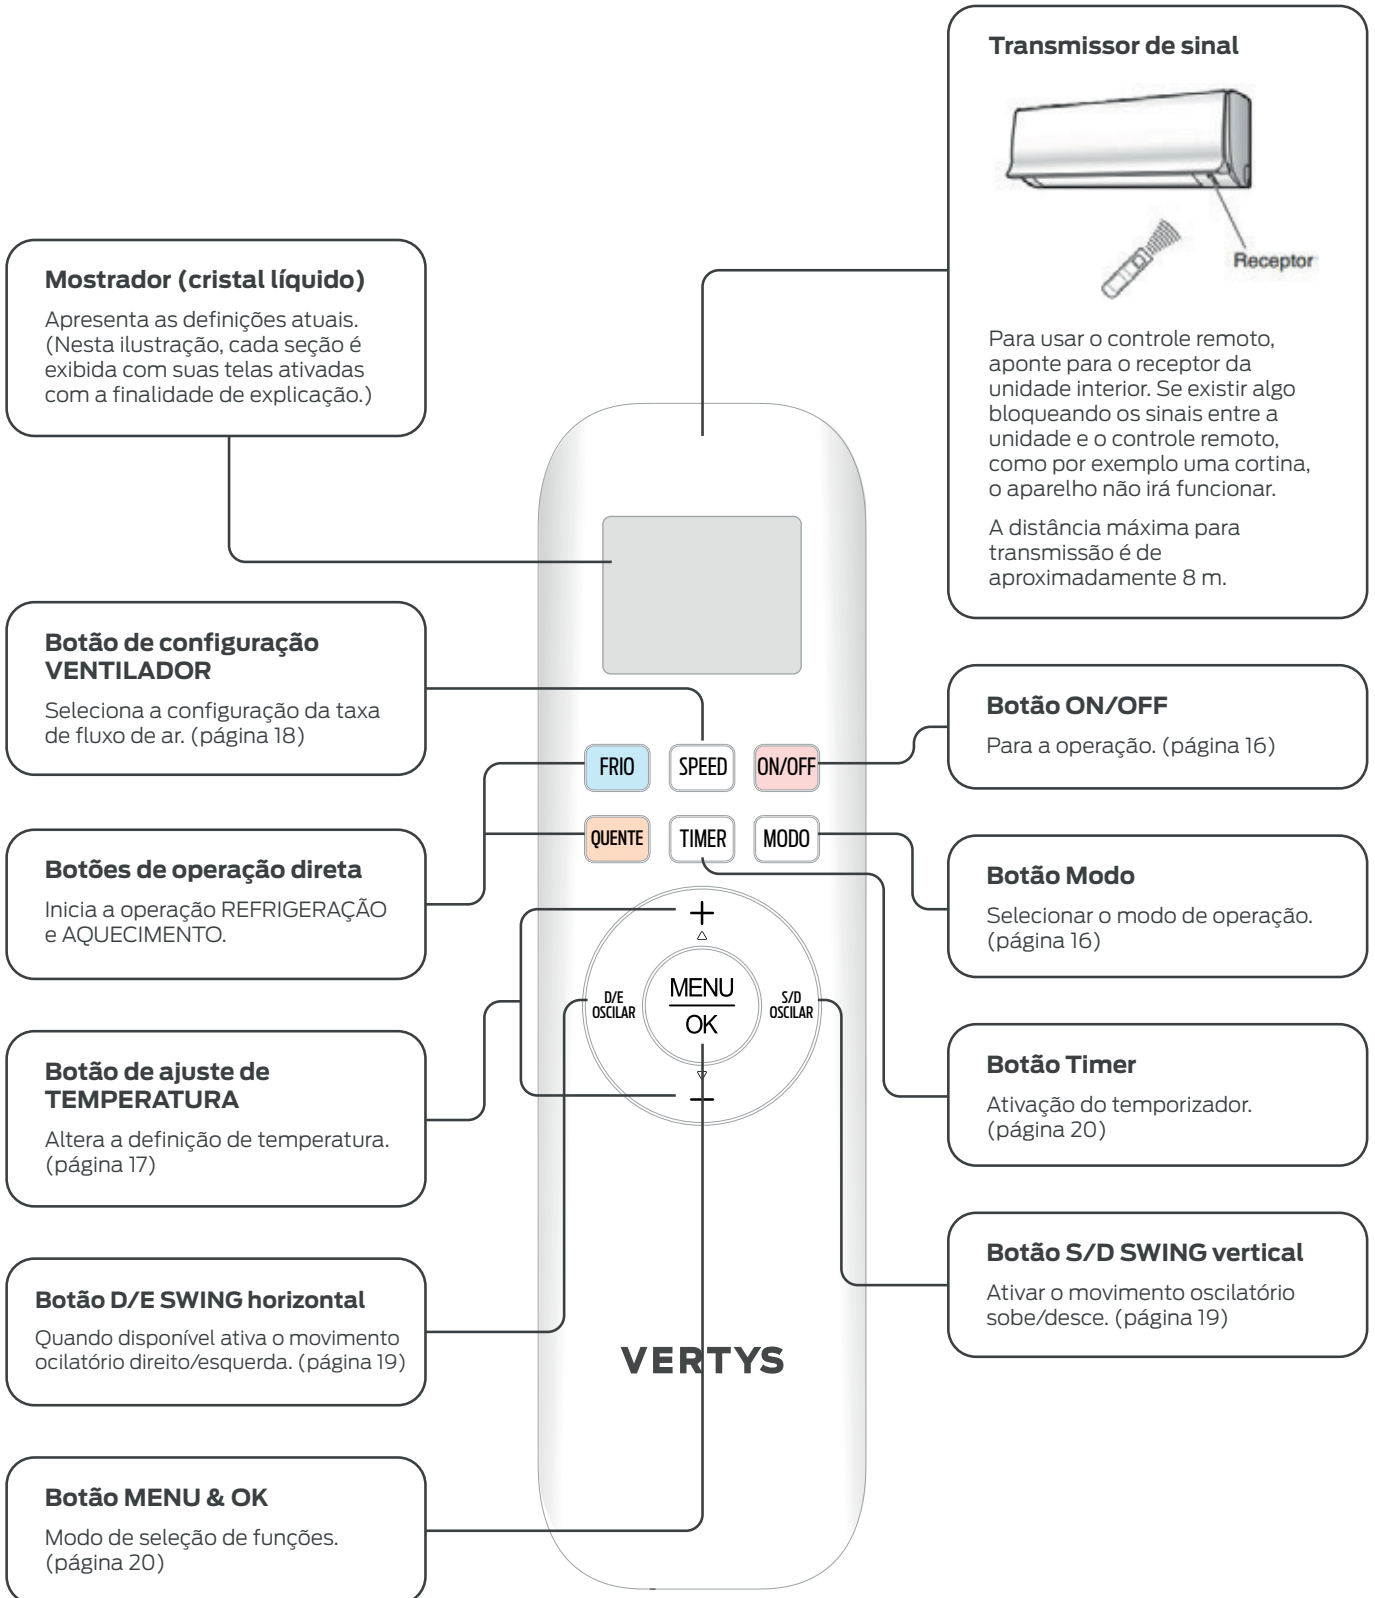 Transmissor de sinal
Receptor
Para usar o controle remoto,
aponte para o receptor da
unidade interior. Se existir algo
bloqueando os sinais entre a
unidade e o controle remoto,
como por exemplo uma cortina,
o aparelho não irá funcionar.
A distância máxima para
transmissão é de
aproximadamente 8 m.
Mostrador (cristal líquido)
Apresenta as definições atuais.
(Nesta ilustração, cada seção é
exibida com suas telas ativadas
com a finalidade de explicação.)
Botão de configuração
VENTILADOR
Seleciona a configuração da taxa
de fluxo de ar. (página 18)
Botões de operação direta
Inicia a operação REFRIGERAÇÃO
e AQUECIMENTO.
Botão de ajuste de
TEMPERATURA
Altera a definição de temperatura.
(página 17)
Botão D/E SWING horizontal
Quando disponível ativa o movimento
ocilatório direito/esquerda. (página 19)
Botão MENU & OK
Modo de seleção de funções.
(página 20)
FRIO SPEED ON/OFF
QUENTE TIMER MODO
+
D/E
OSCILAR
MENU
OK
S/D
OSCILAR
–
VERTYS
Botão ON/OFF
Para a operação. (página 16)
Botão Modo
Selecionar o modo de operação.
(página 16)
Botão Timer
Ativação do temporizador.
(página 20)
Botão S/D SWING vertical
Ativar o movimento oscilatório
sobe/desce. (página 19)